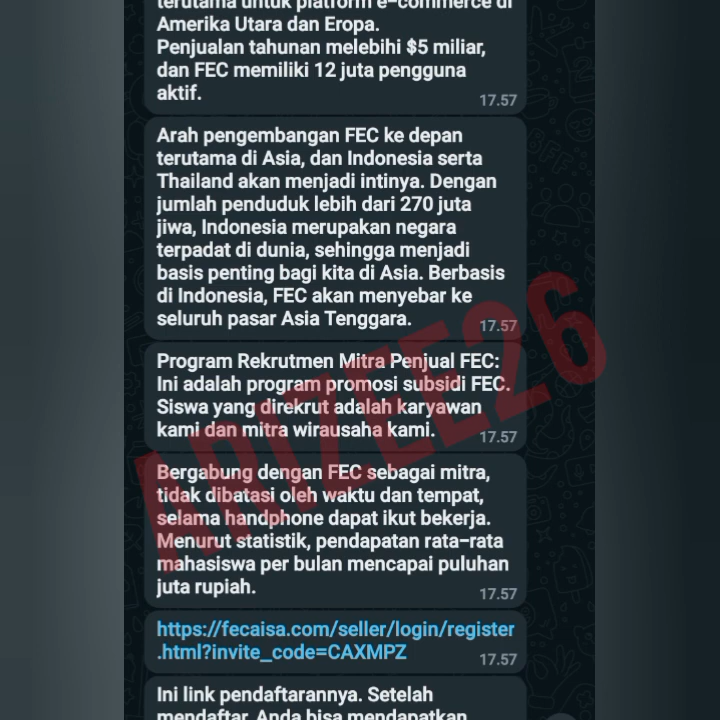 terutama untuk platform e-commerce di
Amerika Utara dan Eropa.
Penjualan tahunan melebihi $5 miliar,
dan FEC memiliki 12 juta pengguna
aktif.
17.57
Arah pengembangan FEC ke depan
terutama di Asia, dan Indonesia serta
Thailand akan menjadi intinya. Dengan
jumlah penduduk lebih dari 270 juta
jiwa, Indonesia merupakan negara
terpadat di dunia, sehingga menjadi
basis penting bagi kita di Asia. Berbasis
di Indonesia, FEC akan menyebar ke
seluruh pasar Asia Tenggara.
17.57
Program Rekrutmen Mitra Penjual FEC:
Ini adalah program promosi subsidi FEC.
Siswa yang direkrut adalah karyawan
kami dan mitra wirausaha kami.
17.57
Bergabung dengan FEC sebagai mitra,
tidak dibatasi oleh waktu dan tempat,
selama handphone dapat ikut bekerja.
Menurut statistik, pendapatan rata-rata
mahasiswa per bulan mencapai puluhan
juta rupiah.
17.57
https://fecaisa.com/seller/login/register
.html?invite_code=CAXMPZ
17.57
Ini link pendaftarannya. Setelah
mendaftar, Anda bisa mendapatkan
ARIZEE26